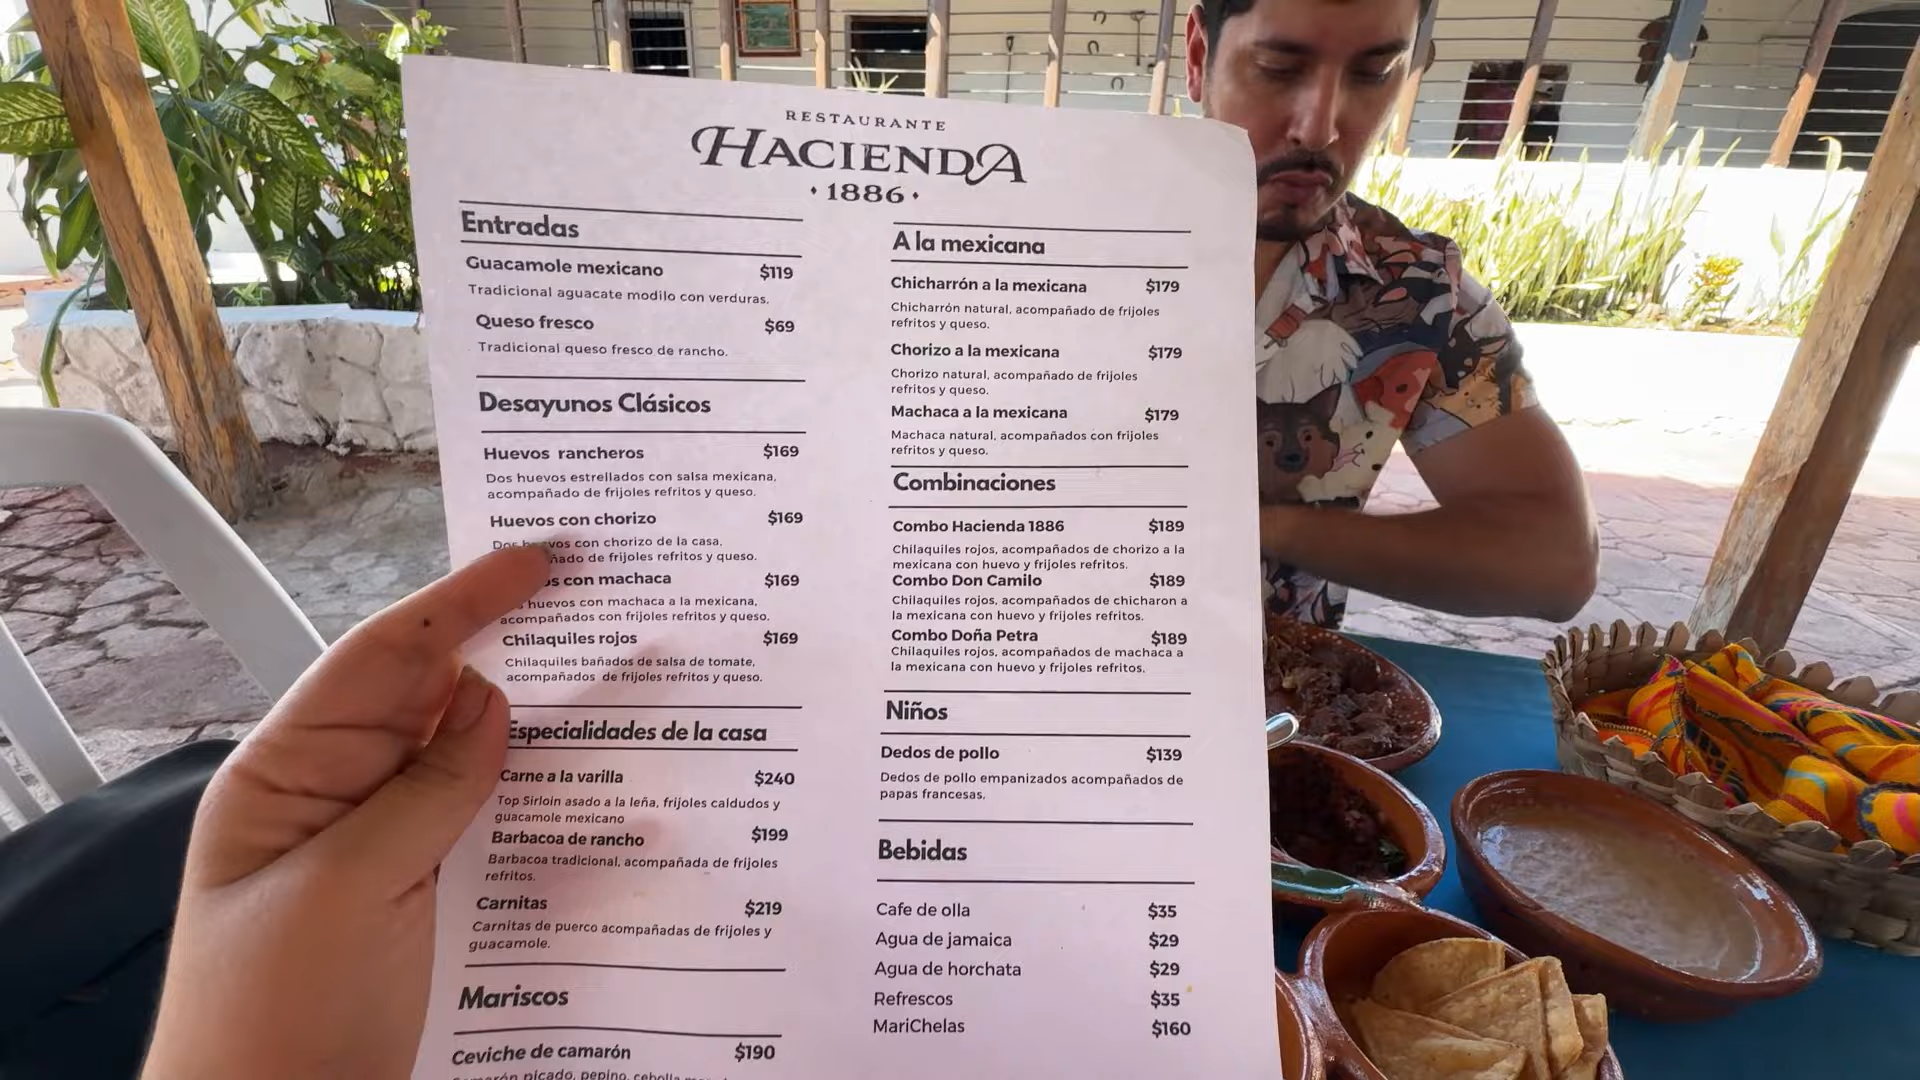 RESTAURANTE
HACIENDA
· 1886 ·
Entradas
Guacamole mexicano $119
Tradicional aguacate modilo con verduras.
Queso fresco $69
Tradicional queso fresco de rancho.
Desayunos Clásicos
Huevos rancheros $169
Dos huevos estrellados con salsa mexicana,
acompañado de frijoles refritos y queso.
Huevos con chorizo $169
con chorizo de la casa,
de frijoles refritos y queso.
con machaca $169
huevos con machaca a la mexicana,
acompañados con frijoles refritos y queso.
Chilaquiles rojos $169
Chilaquiles bañados de salsa de tomate,
acompañados de frijoles refritos y queso.
Especialidades de la casa
Carne a la varilla $240
Top Sirloin asado a la leña, frijoles caldudos y
guacamole mexicano
Barbacoa de rancho $199
Barbacoa tradicional, acompañada de frijoles
refritos.
Carnitas $219
Carnitas de puerco acompañadas de frijoles y
guacamole.
Mariscos
Ceviche de camarón $190
picado, pepino, cebolla
A la mexicana
Chicharrón a la mexicana $179
Chicharrón natural, acompañado de frijoles
refritos y queso.
Chorizo a la mexicana $179
Chorizo natural, acompañado de frijoles
refritos y queso.
Machaca a la mexicana $179
Machaca natural, acompañados con frijoles
refritos y queso.
Combinaciones
Combo Hacienda 1886 $189
Chilaquiles rojos, acompañados de chorizo a la
mexicana con huevo y frijoles refritos.
Combo Don Camilo $189
Chilaquiles rojos, acompañados de chicharon a
la mexicana con huevo y frijoles refritos.
Combo Doña Petra $189
Chilaquiles rojos, acompañados de machaca a
la mexicana con huevo y frijoles refritos.
Niños
Dedos de pollo $139
Dedos de pollo empanizados acompañados de
papas francesas.
Bebidas
Cafe de olla $35
Agua de jamaica $29
Agua de horchata $29
Refrescos $35
MariChelas $160